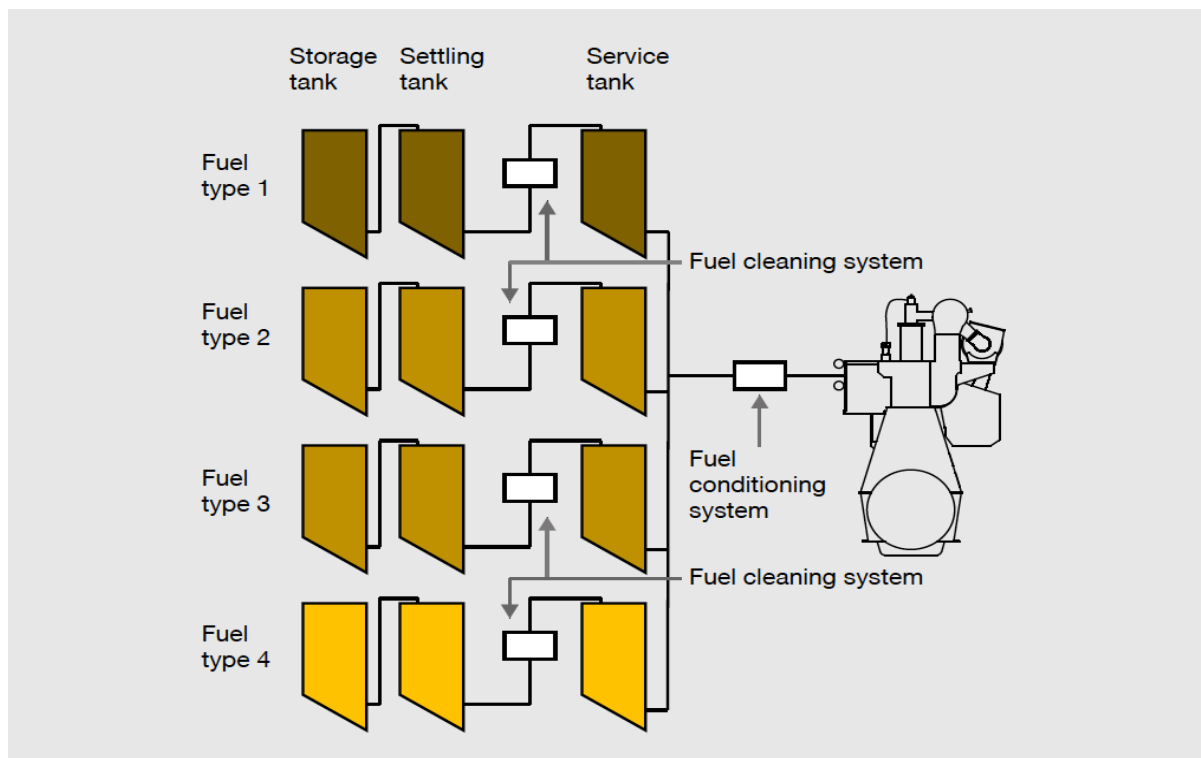 Storage
tank
Settling
tank
Service
tank
Fuel
type 1
Fuel cleaning system
Fuel
type 2
Fuel
conditioning
system
Fuel
type 3
Fuel cleaning system
Fuel
type 4